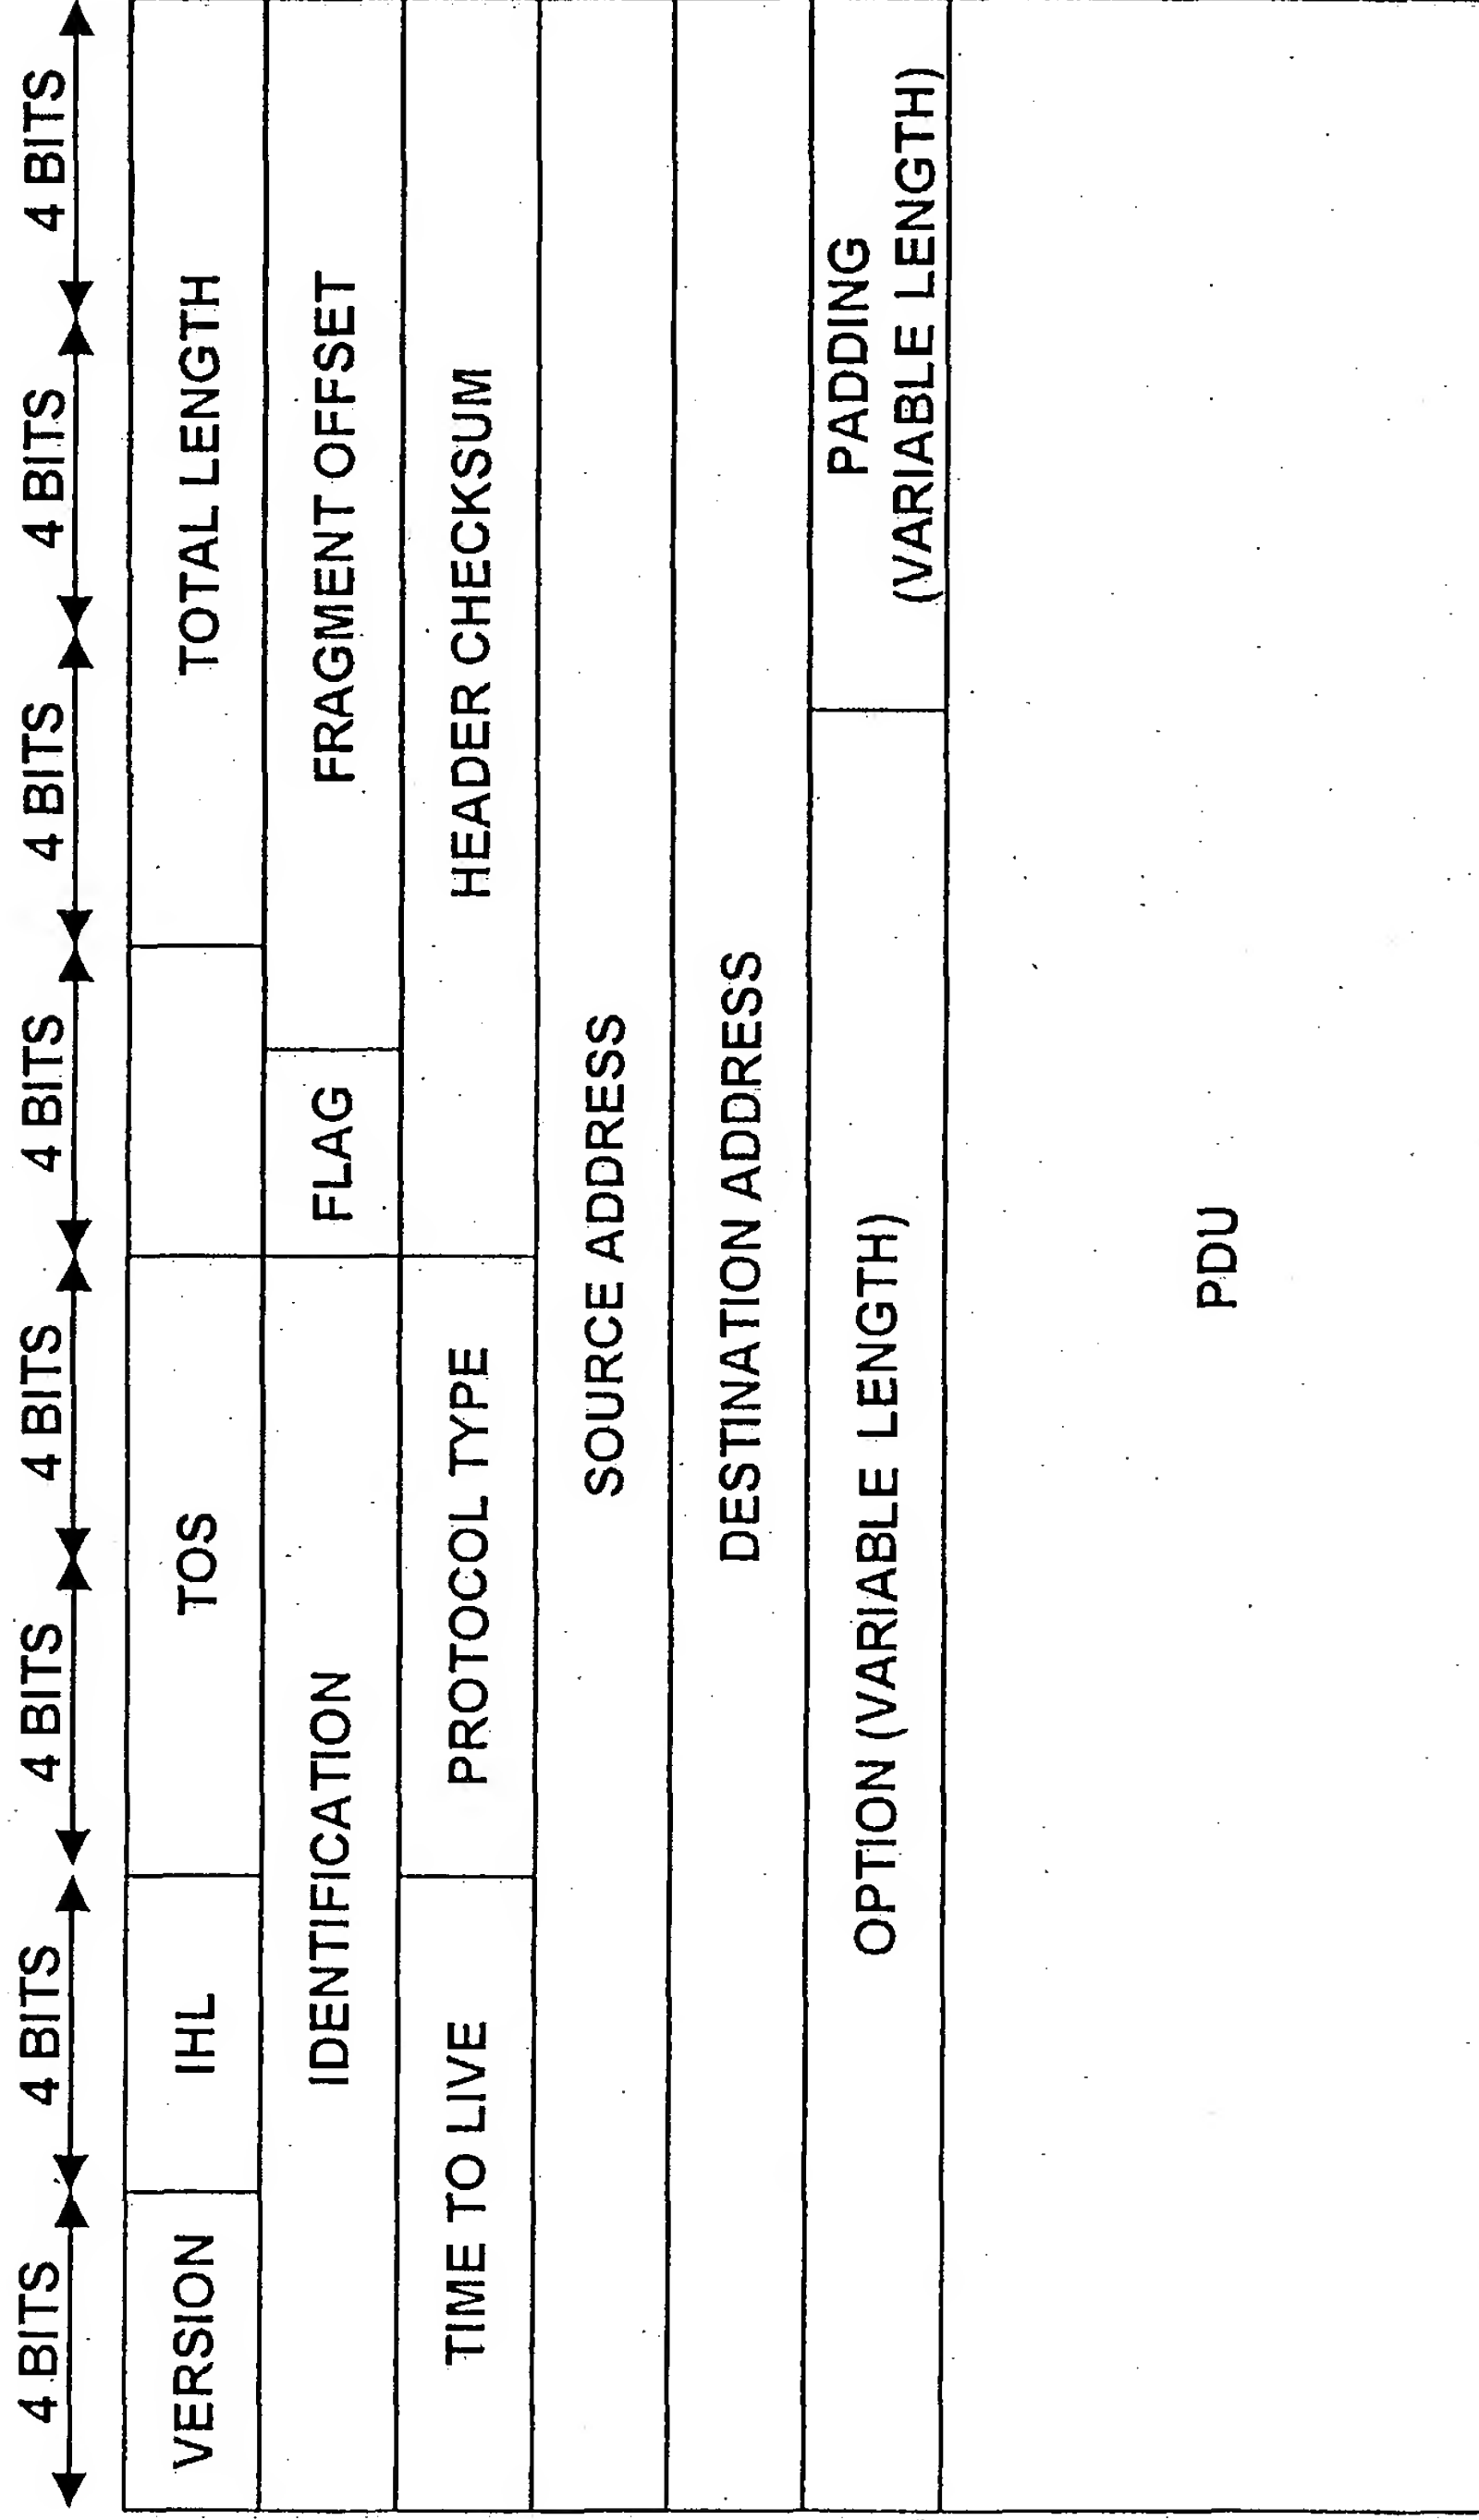 4 BITS 4 BITS 4 BITS 4 BITS 4 BITS 4 BITS 4 BITS 4 BITS
VERSION IHL TOS TOTAL LENGTH
IDENTIFICATION FLAG FRAGMENT OFFSET
TIME TO LIVE PROTOCOL TYPE HEADER CHECKSUM
SOURCE ADDRESS
DESTINATION ADDRESS
OPTION (VARIABLE LENGTH) PADDING
(VARIABLE LENGTH)
PDU